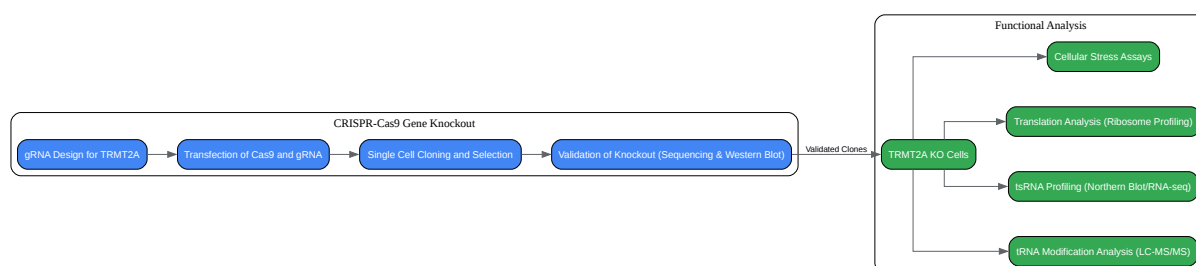 CRISPR-Cas9 Gene Knockout
gRNA Design for TRMT2A
Transfection of Cas9 and gRNA
Single Cell Cloning and Selection
Validation of Knockout (Sequencing & Western Blot)
Validated Clones
Functional Analysis
TRMT2A KO Cells
Cellular Stress Assays
Translation Analysis (Ribosome Profiling)
tsRNA Profiling (Northern Blot/RNA-seq)
tRNA Modification Analysis (LC-MS/MS)